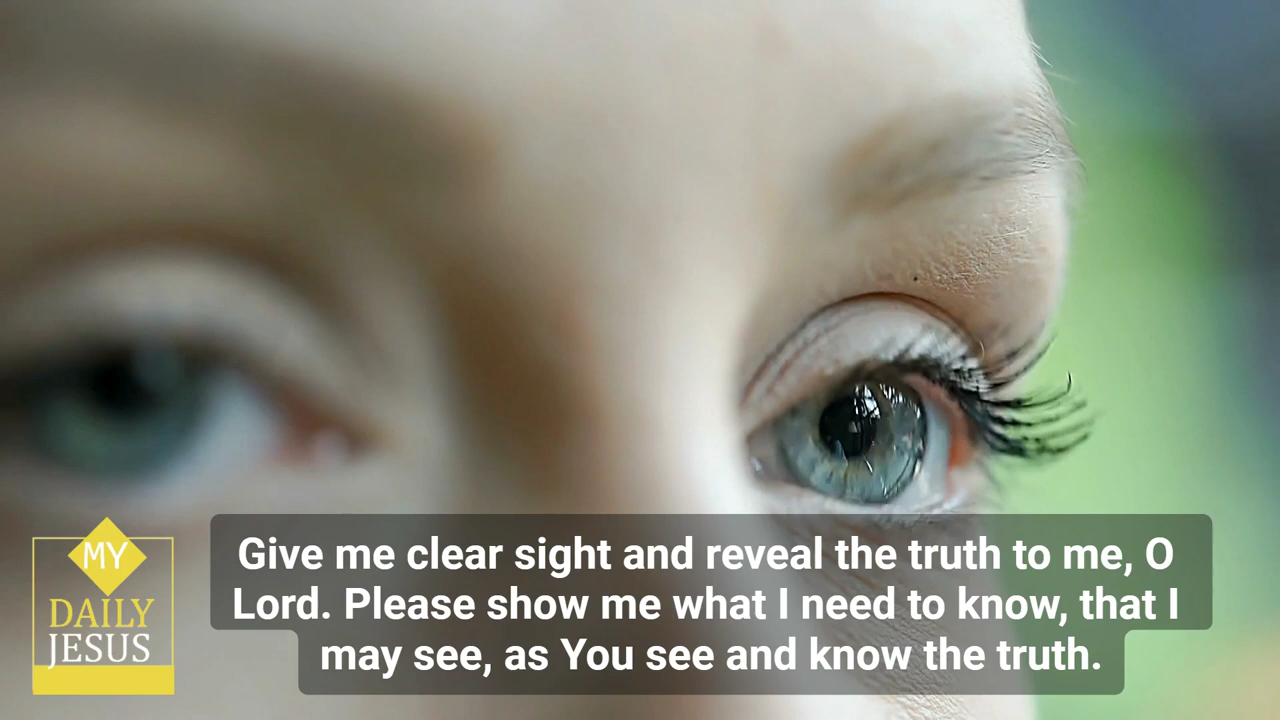 Give me clear sight and reveal the truth to me, O
Lord. Please show me what I need to know, that I
may see, as You see and know the truth.
MY
DAILY
JESUS